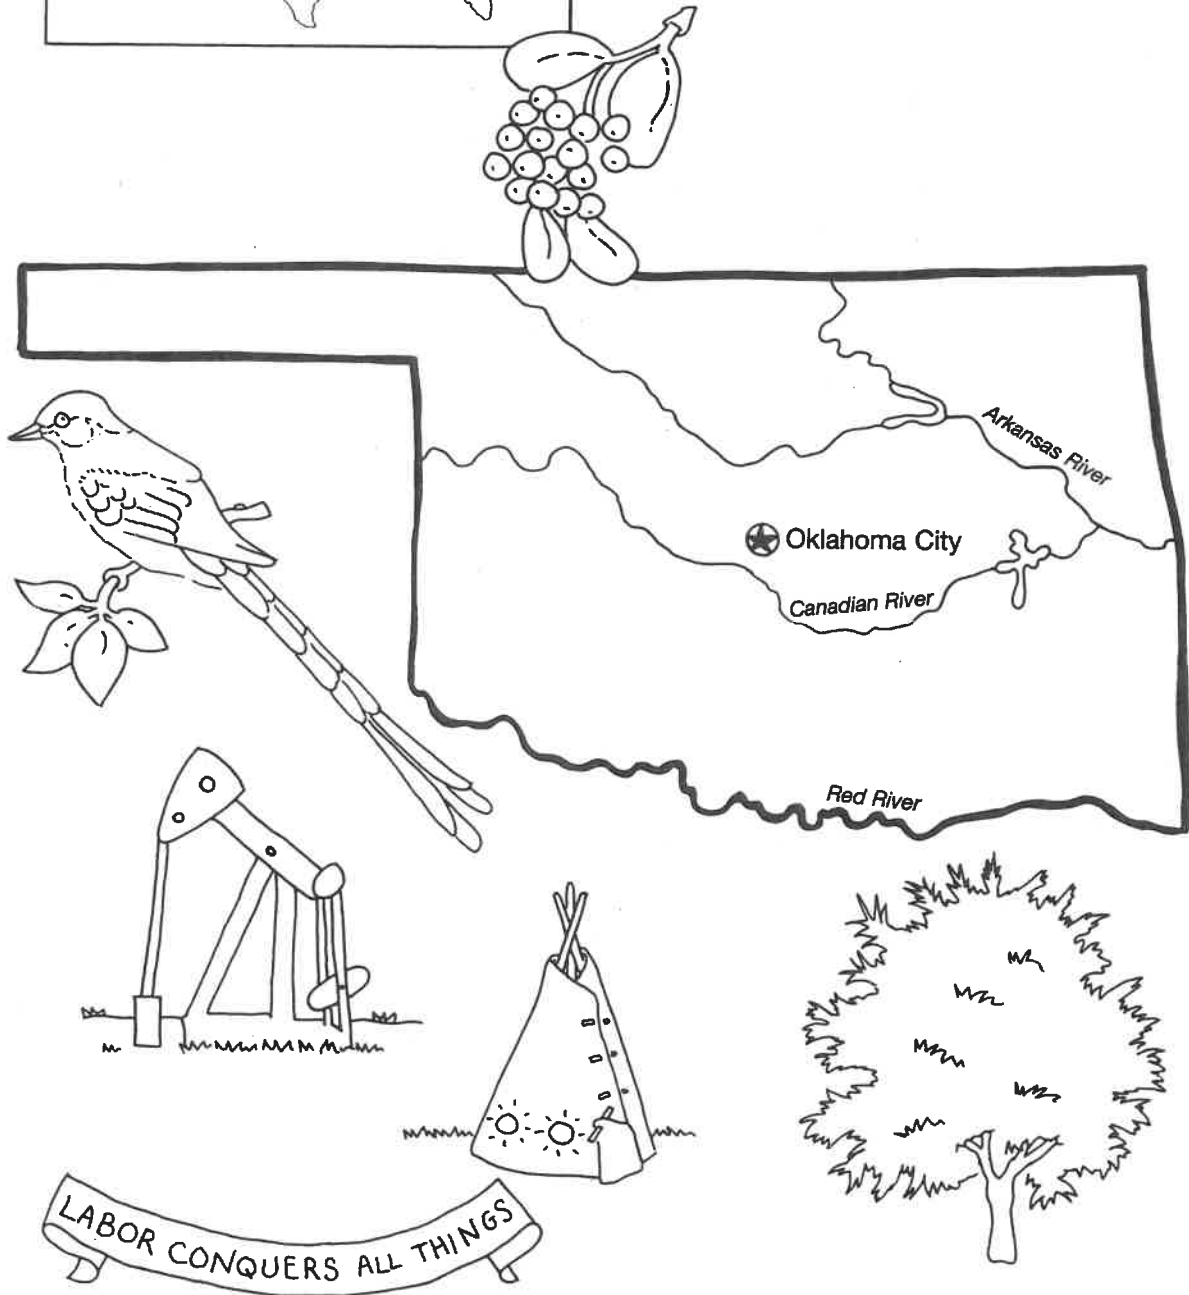 Arkansas River
Oklahoma City
Canadian River
Red River
LABOR CONQUERS ALL THINGS